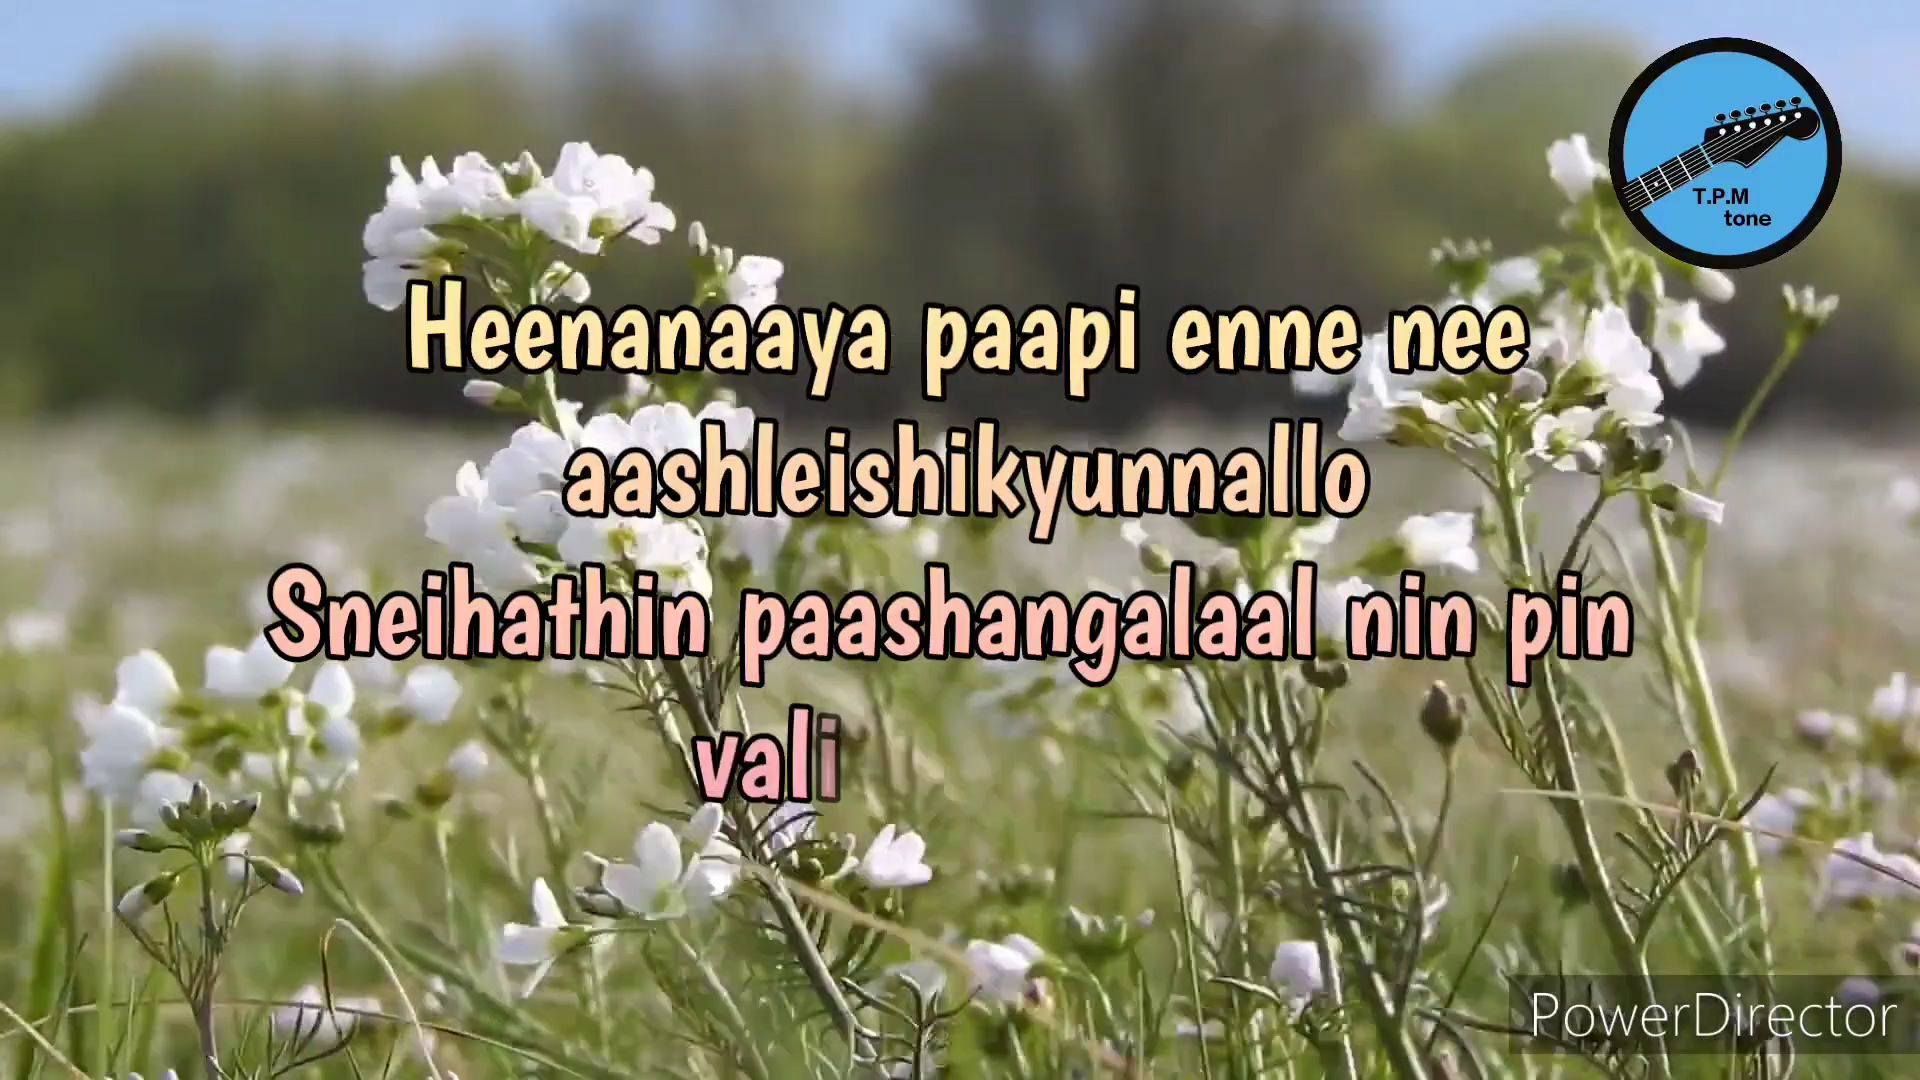 T.P.M
tone
Heenanaaya paapi enne nee
aashleishikyunnallo
Sneihathin paashangalaal nin pin
vali
PowerDirector